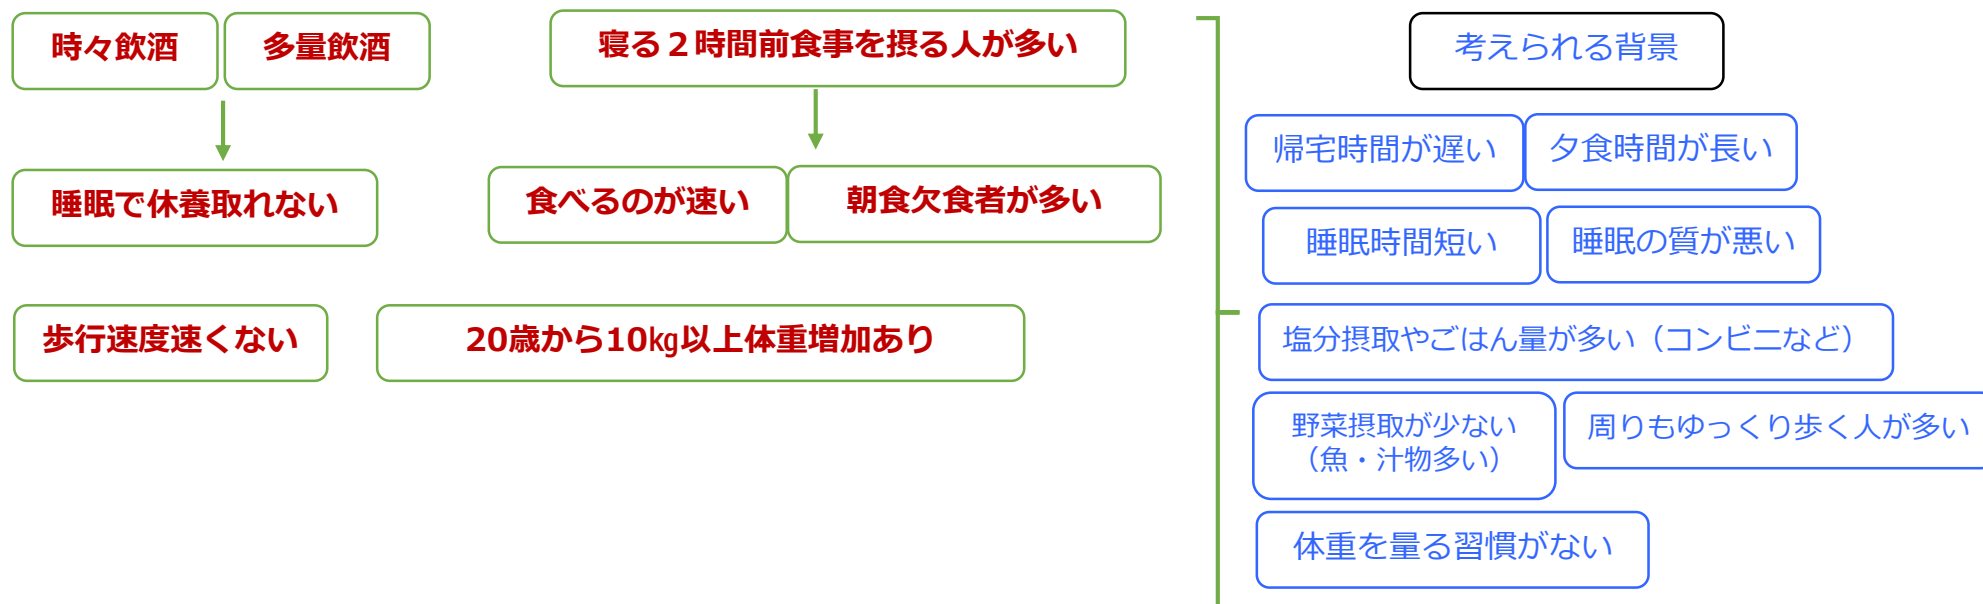 時々飲酒
多量飲酒
寝る２時間前食事を摂る人が多い
考えられる背景
帰宅時間が遅い
夕食時間が長い
睡眠で休養取れない
食べるのが速い
朝食欠食者が多い
睡眠時間短い
睡眠の質が悪い
歩行速度速くない
20歳から10㎏以上体重増加あり
塩分摂取やごはん量が多い（コンビニなど）
野菜摂取が少ない
（魚・汁物多い）
周りもゆっくり歩く人が多い
体重を量る習慣がない